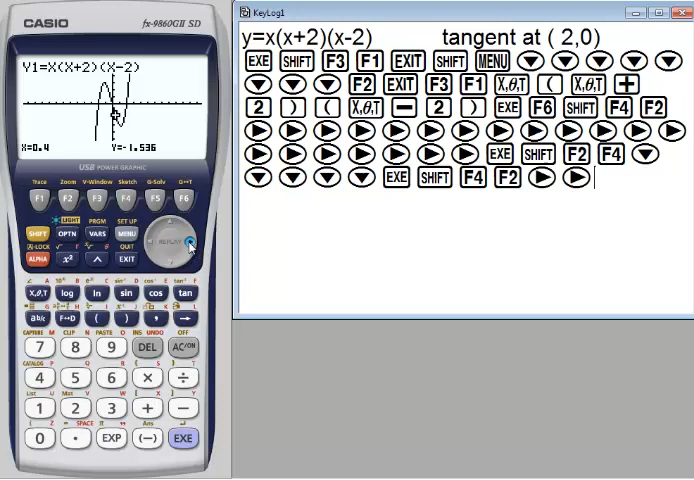 CASIO fx-9860GII SD
Y1=X(X+2)(X-2)
X=0.4 Y=-1.536
USB POWER GRAPHIC
Trace Zoom V-Window Sketch G-Solv G↔T
F1 F2 F3 F4 F5 F6
LIGHT PRGM SET UP
SHIFT OPTN VARS MENU REPLAY
A-LOCK QUIT
ALPHA x² ^ EXIT
X,θ,T log ln sin cos tan
a b/c F↔D ( ) , →
CAPTURE M CLIP N PASTE O INS UNDO OFF
7 8 9 DEL AC/ON
CATALOG P Q R S T
4 5 6 × ÷
List U Mat V W X Y
1 2 3 + −
Z SPACE π Ans
0 . EXP (−) EXE
KeyLog1
y=x(x+2)(x-2) tangent at ( 2,0)
EXE SHIFT F3 F1 EXIT SHIFT MENU ▼ ▼ ▼ ▼ ▼
▼ ▼ ▼ F2 EXIT F3 F1 X,θ,T ( X,θ,T +
2 ) ( X,θ,T − 2 ) EXE F6 SHIFT F4 F2
▶ ▶ ▶ ▶ ▶ ▶ ▶ ▶ ▶ ▶ ▶ ▶ ▶
▶ ▶ ▶ ▶ ▶ ▶ ▶ EXE SHIFT F2 F4 ▼
▼ ▼ ▼ ▼ EXE SHIFT F4 F2 ▶ ▶